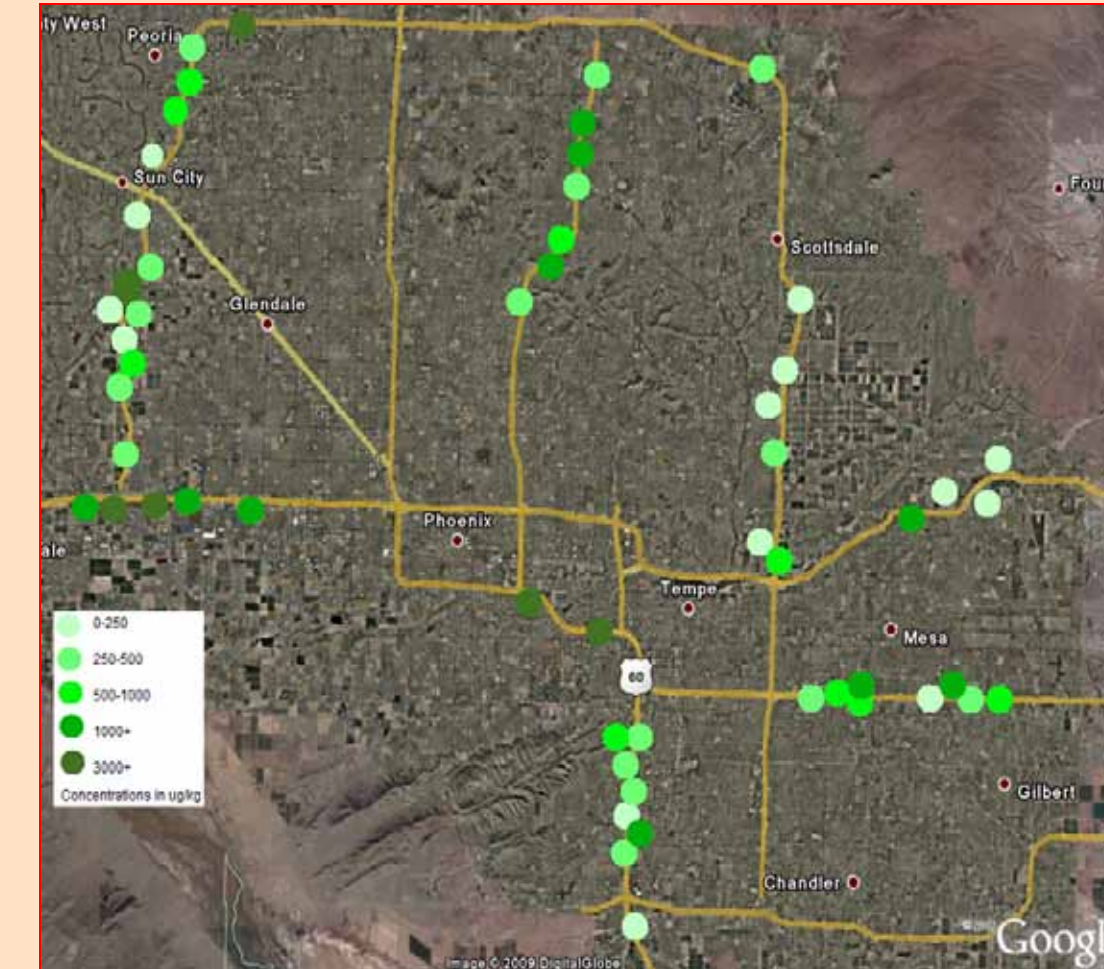 ity West
Peoria
Sun City
Four
Scottsdale
Glendale
Phoenix
ale
Tempe
Mesa
60
0-250
250-500
500-1000
1000+
3000+
Concentrations in ug/kg
Gilbert
Chandler
Googl
Image © 2009 DigitalGlobe